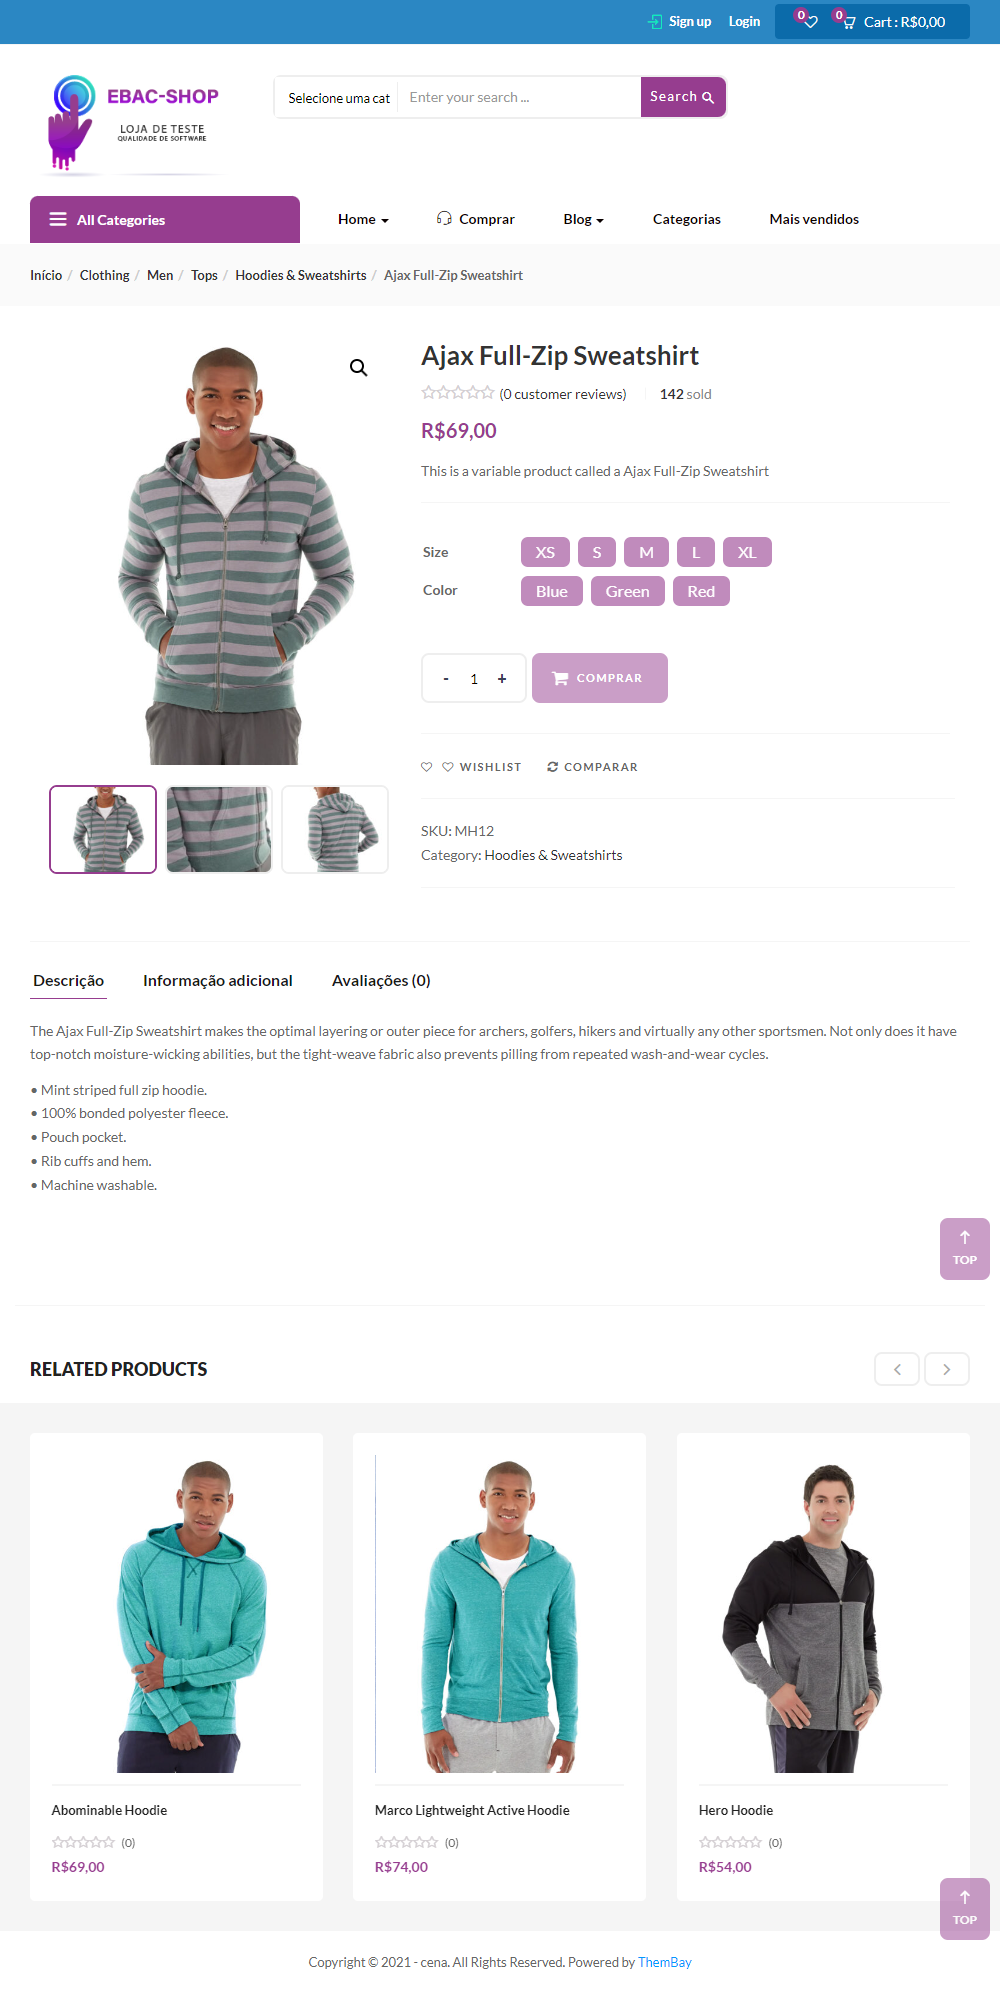 Sign up Login 0 0 Cart : R$0,00
EBAC-SHOP
LOJA DE TESTE
QUALIDADE DE SOFTWARE
Selecione uma cat Enter your search ... Search
All Categories Home Comprar Blog Categorias Mais vendidos
Início / Clothing / Men / Tops / Hoodies & Sweatshirts / Ajax Full-Zip Sweatshirt
Ajax Full-Zip Sweatshirt
(0 customer reviews) 142 sold
R$69,00
This is a variable product called a Ajax Full-Zip Sweatshirt
Size XS S M L XL
Color Blue Green Red
- 1 + COMPRAR
WISHLIST COMPARAR
SKU: MH12
Category: Hoodies & Sweatshirts
Descrição Informação adicional Avaliações (0)
The Ajax Full-Zip Sweatshirt makes the optimal layering or outer piece for archers, golfers, hikers and virtually any other sportsmen. Not only does it have
top-notch moisture-wicking abilities, but the tight-weave fabric also prevents pilling from repeated wash-and-wear cycles.
• Mint striped full zip hoodie.
• 100% bonded polyester fleece.
• Pouch pocket.
• Rib cuffs and hem.
• Machine washable.
TOP
RELATED PRODUCTS
Abominable Hoodie
(0)
R$69,00
Marco Lightweight Active Hoodie
(0)
R$74,00
Hero Hoodie
(0)
R$54,00
TOP
Copyright © 2021 - cena. All Rights Reserved. Powered by ThemBay